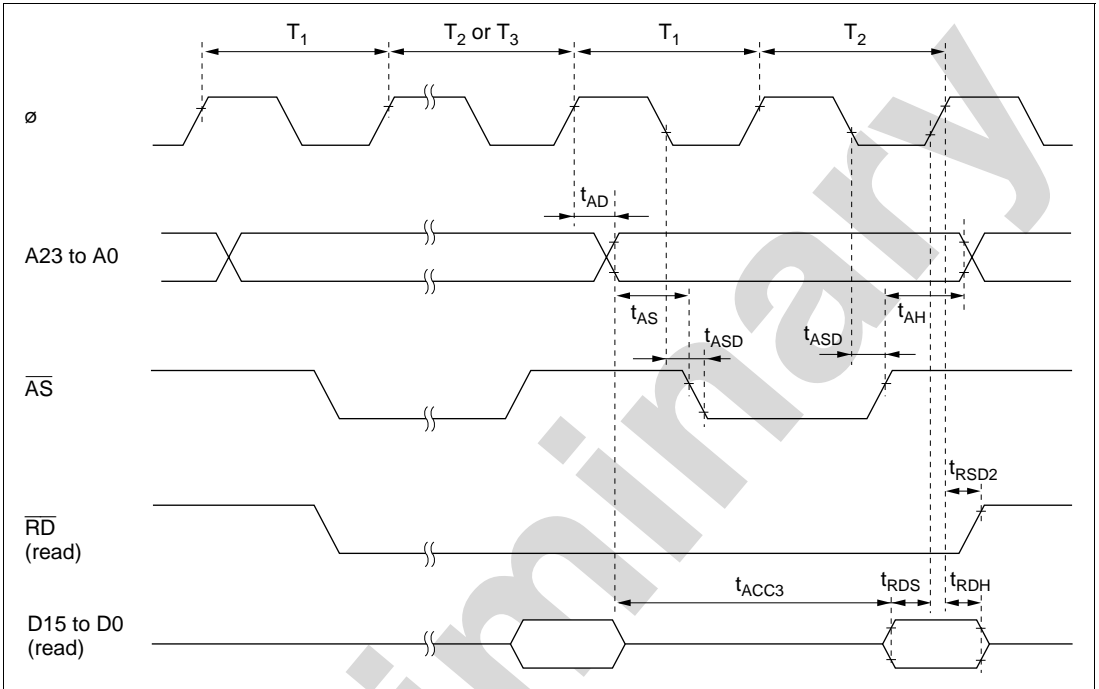 T1 T2 or T3 T1 T2
ø
tAD
A23 to A0
tAS tAH
tASD tASD
AS
tRSD2
RD
(read)
tACC3 tRDS tRDH
D15 to D0
(read)
minary